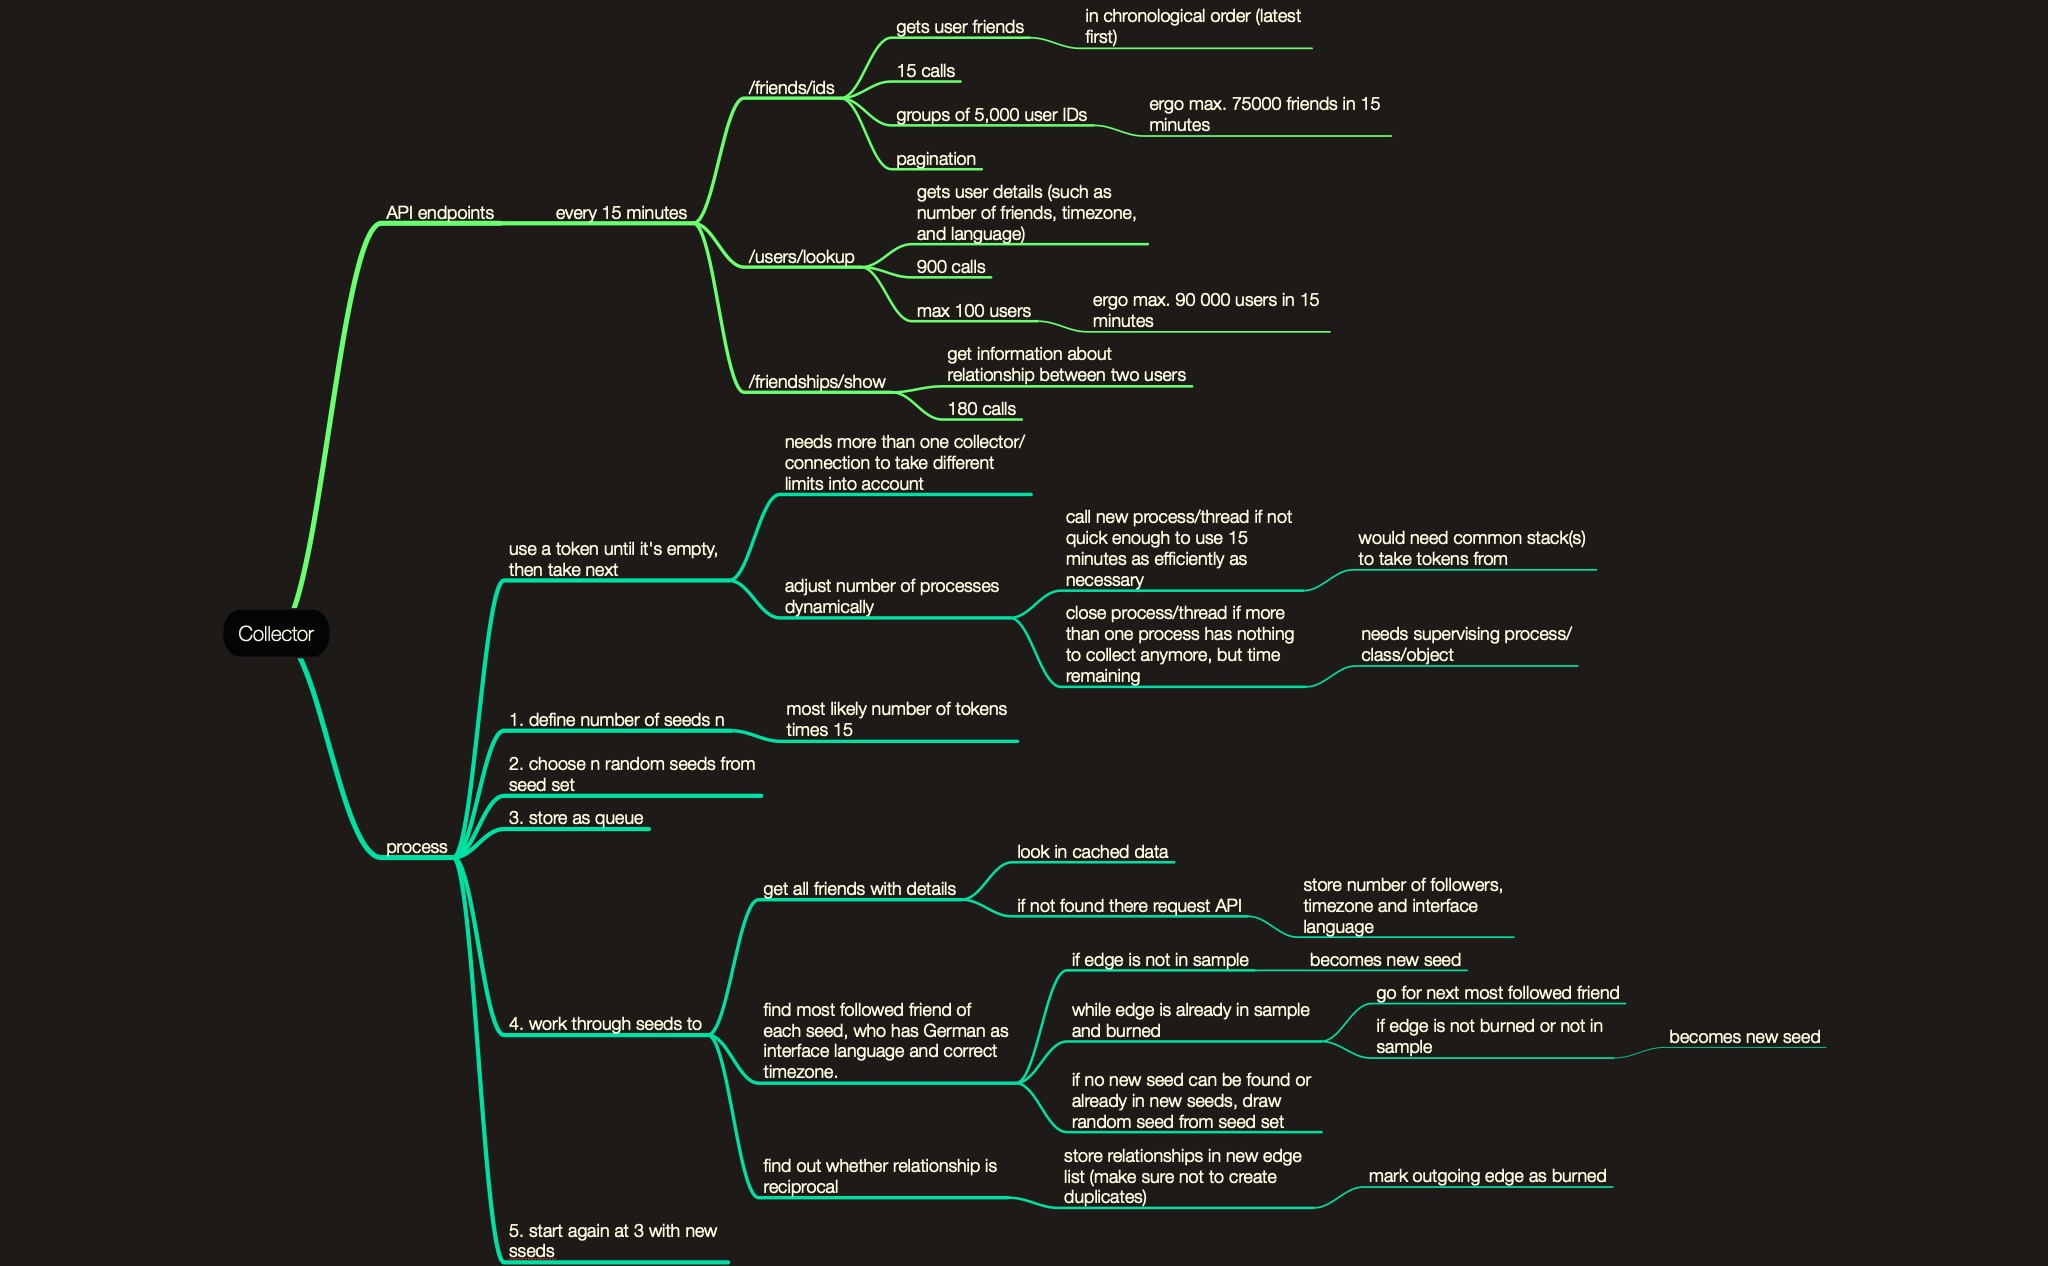 gets user friends
in chronological order (latest
first)
15 calls
/friends/ids
groups of 5,000 user IDs
ergo max. 75000 friends in 15
minutes
pagination
API endpoints
every 15 minutes
gets user details (such as
number of friends, timezone,
and language)
/users/lookup
900 calls
max 100 users
ergo max. 90 000 users in 15
minutes
get information about
relationship between two users
/friendships/show
180 calls
Collector
process
use a token until it's empty,
then take next
needs more than one collector/
connection to take different
limits into account
adjust number of processes
dynamically
call new process/thread if not
quick enough to use 15
minutes as efficiently as
necessary
would need common stack(s)
to take tokens from
close process/thread if more
than one process has nothing
to collect anymore, but time
remaining
needs supervising process/
class/object
1. define number of seeds n
most likely number of tokens
times 15
2. choose n random seeds from
seed set
3. store as queue
4. work through seeds to
get all friends with details
look in cached data
if not found there request API
store number of followers,
timezone and interface
language
find most followed friend of
each seed, who has German as
interface language and correct
timezone.
if edge is not in sample
becomes new seed
while edge is already in sample
and burned
go for next most followed friend
if edge is not burned or not in
sample
becomes new seed
if no new seed can be found or
already in new seeds, draw
random seed from seed set
find out whether relationship is
reciprocal
store relationships in new edge
list (make sure not to create
duplicates)
mark outgoing edge as burned
5. start again at 3 with new
sseds